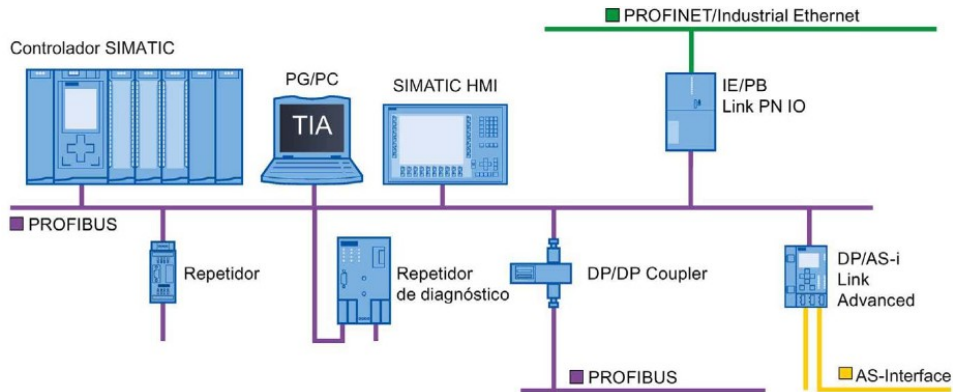 PROFINET/Industrial Ethernet
Controlador SIMATIC
PG/PC
SIMATIC HMI
IE/PB
Link PN IO
TIA
PROFIBUS
Repetidor
Repetidor
de diagnóstico
DP/DP Coupler
DP/AS-i
Link
Advanced
PROFIBUS
AS-Interface